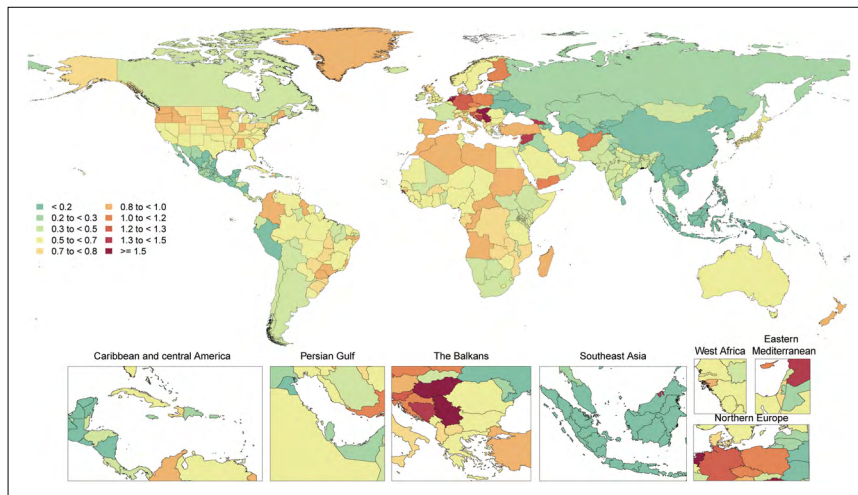 < 0.2
0.2 to < 0.3
0.3 to < 0.5
0.5 to < 0.7
0.7 to < 0.8
0.8 to < 1.0
1.0 to < 1.2
1.2 to < 1.3
1.3 to < 1.5
>= 1.5
Caribbean and central America
Persian Gulf
The Balkans
Southeast Asia
West Africa
Eastern
Mediterranean
Northern Europe